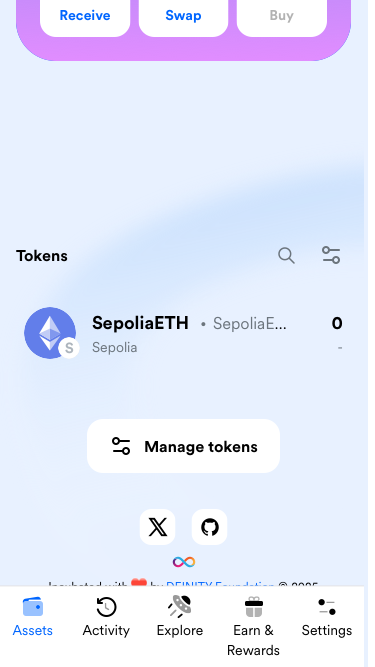 Receive Swap Buy
Tokens
SepoliaETH • SepoliaE...
0
Sepolia
-
S
Manage tokens
Incubated with ❤️ by DFINITY Foundation © 2025
Assets Activity Explore Earn & Rewards Settings